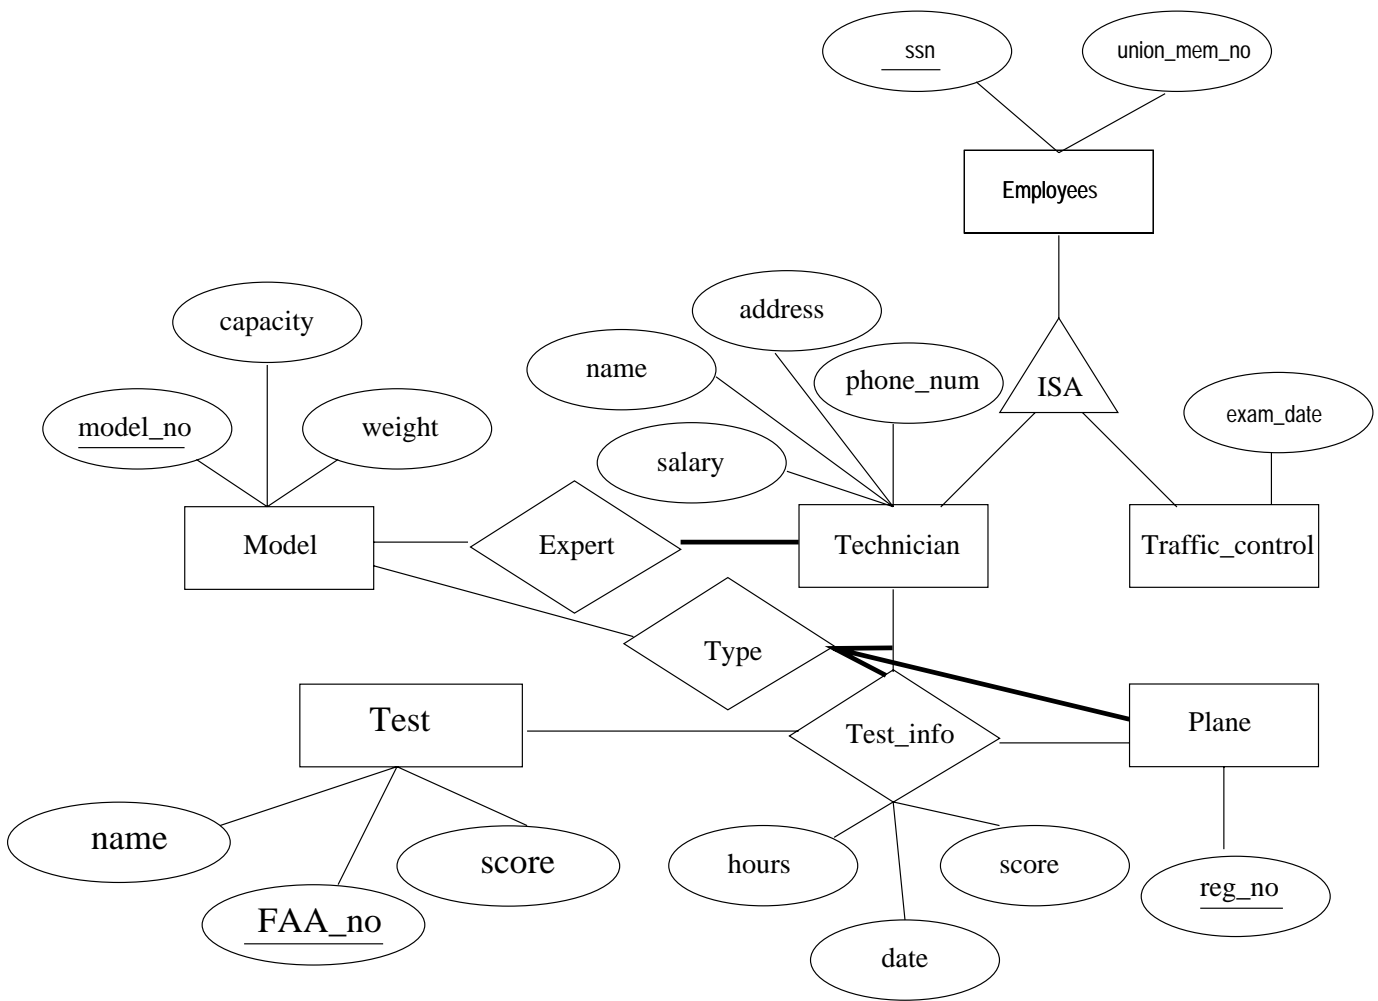 ssn
union_mem_no
Employees
address
capacity
name
phone_num
ISA
exam_date
model_no
weight
salary
Model
Expert
Technician
Traffic_control
Type
Test
Test_info
Plane
name
score
hours
score
reg_no
FAA_no
date